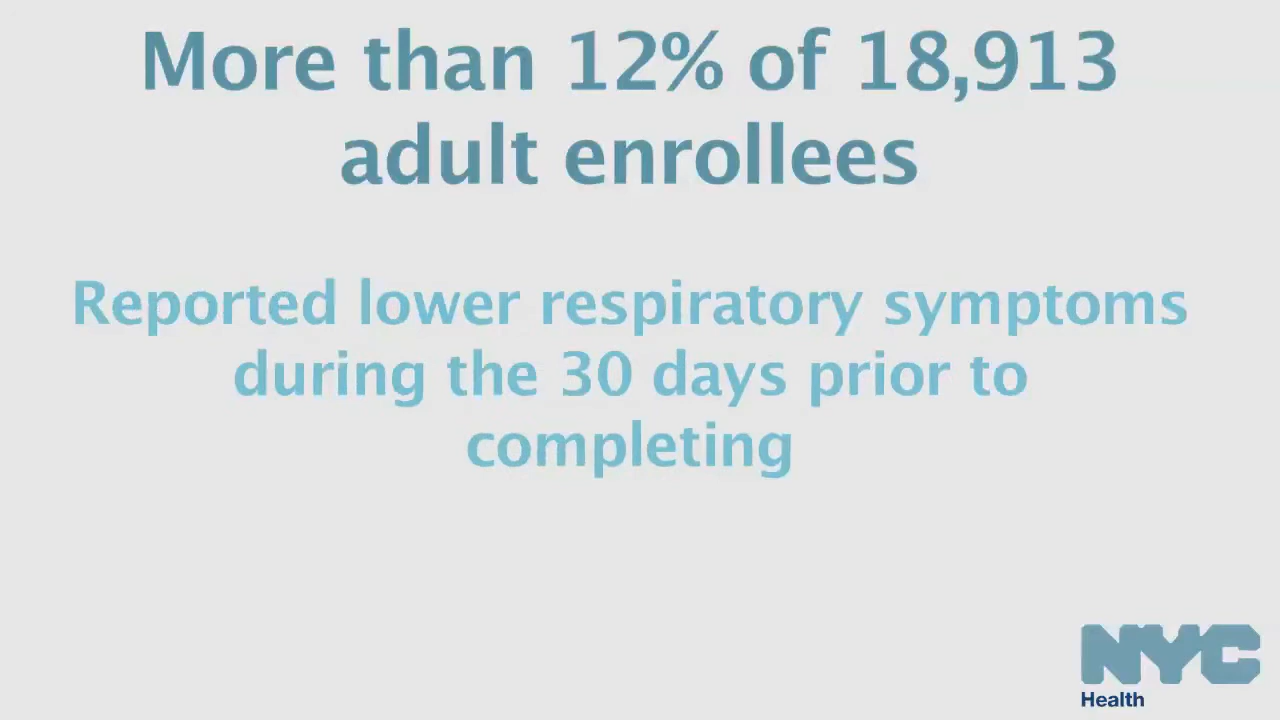 More than 12% of 18,913
adult enrollees
Reported lower respiratory symptoms
during the 30 days prior to
completing
NYC
Health